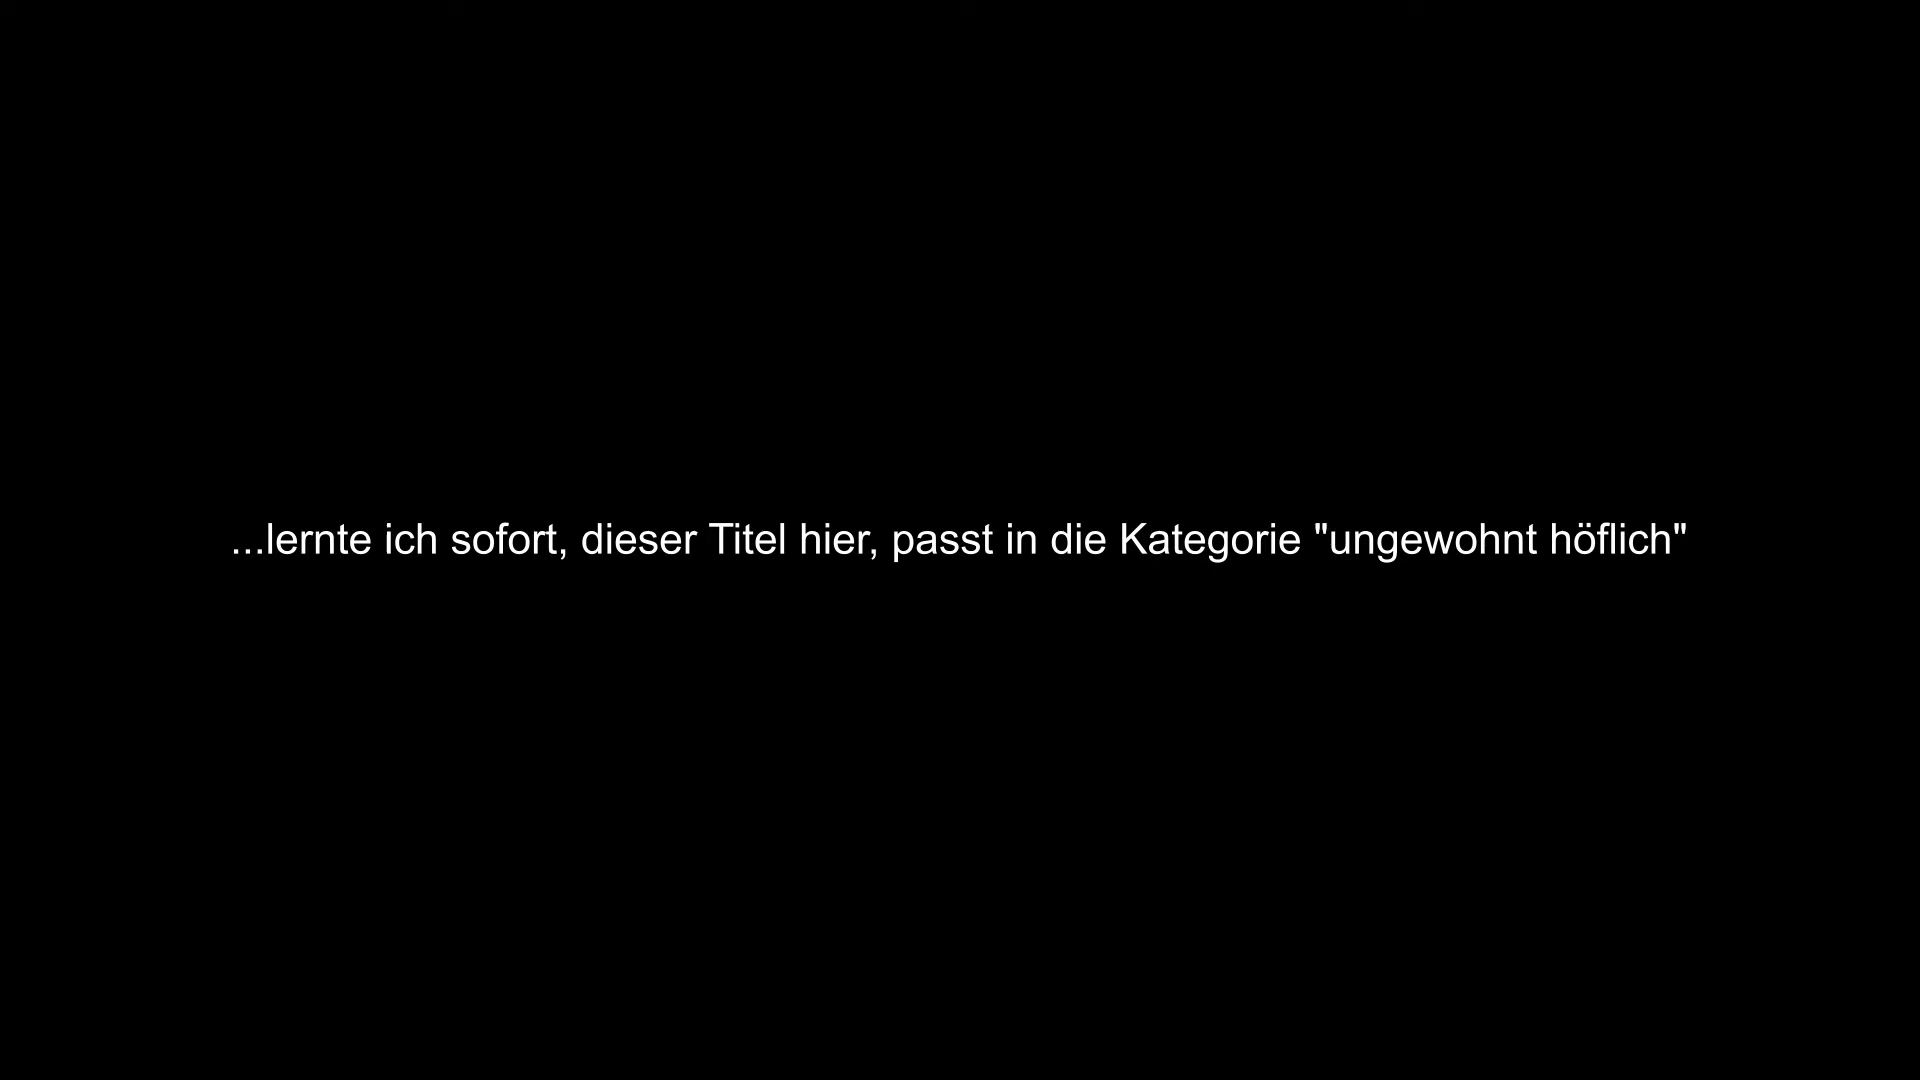 ...lernte ich sofort, dieser Titel hier, passt in die Kategorie "ungewohnt höflich"